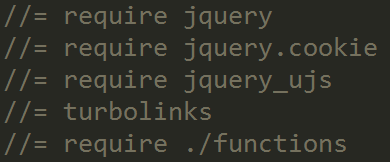 //= require jquery
//= require jquery.cookie
//= require jquery_ujs
//= turbolinks
//= require ./functions